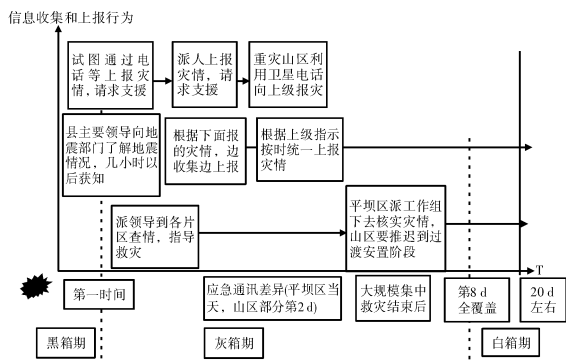 信息收集和上报行为
试图通过电
话等上报灾
情,请求支援
派人上报
灾情,请
求支援
重灾山区利
用卫星电话
向上级报灾
县主要领导向地
震部门了解地震
情况,几小时以
后获知
根据下面报
的灾情,边
收集边上报
根据上级指示
按时统一上报
灾情
派领导到各片
区查情,指导
救灾
平坝区派工作组
下去核实灾情,
山区要推迟到过
渡安置阶段
T
第一时间
应急通讯差异(平坝区当
天,山区部分第2 d)
大规模集中
救灾结束后
第8 d
全覆盖
20 d
左右
黑箱期
灰箱期
白箱期